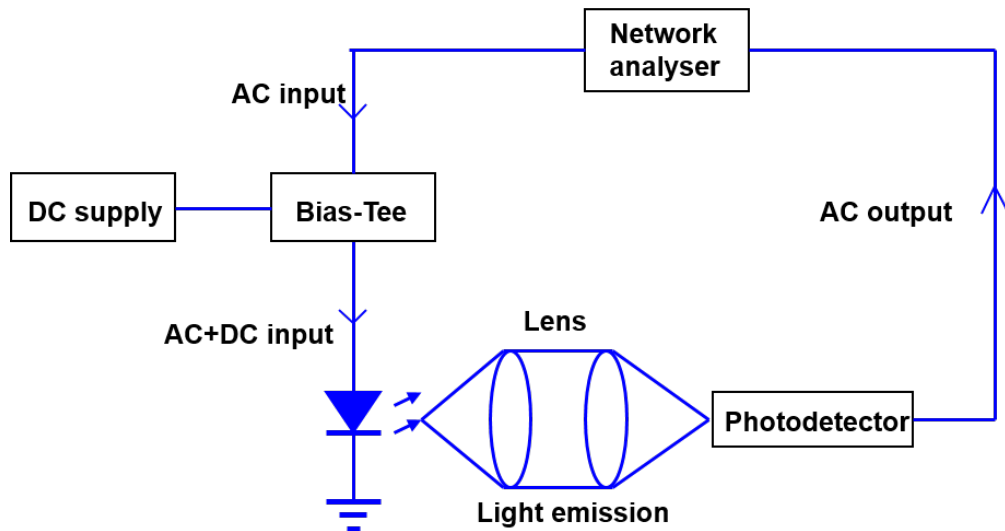 Network
analyser
AC input
DC supply
Bias-Tee
AC output
AC+DC input
Lens
Photodetector
Light emission